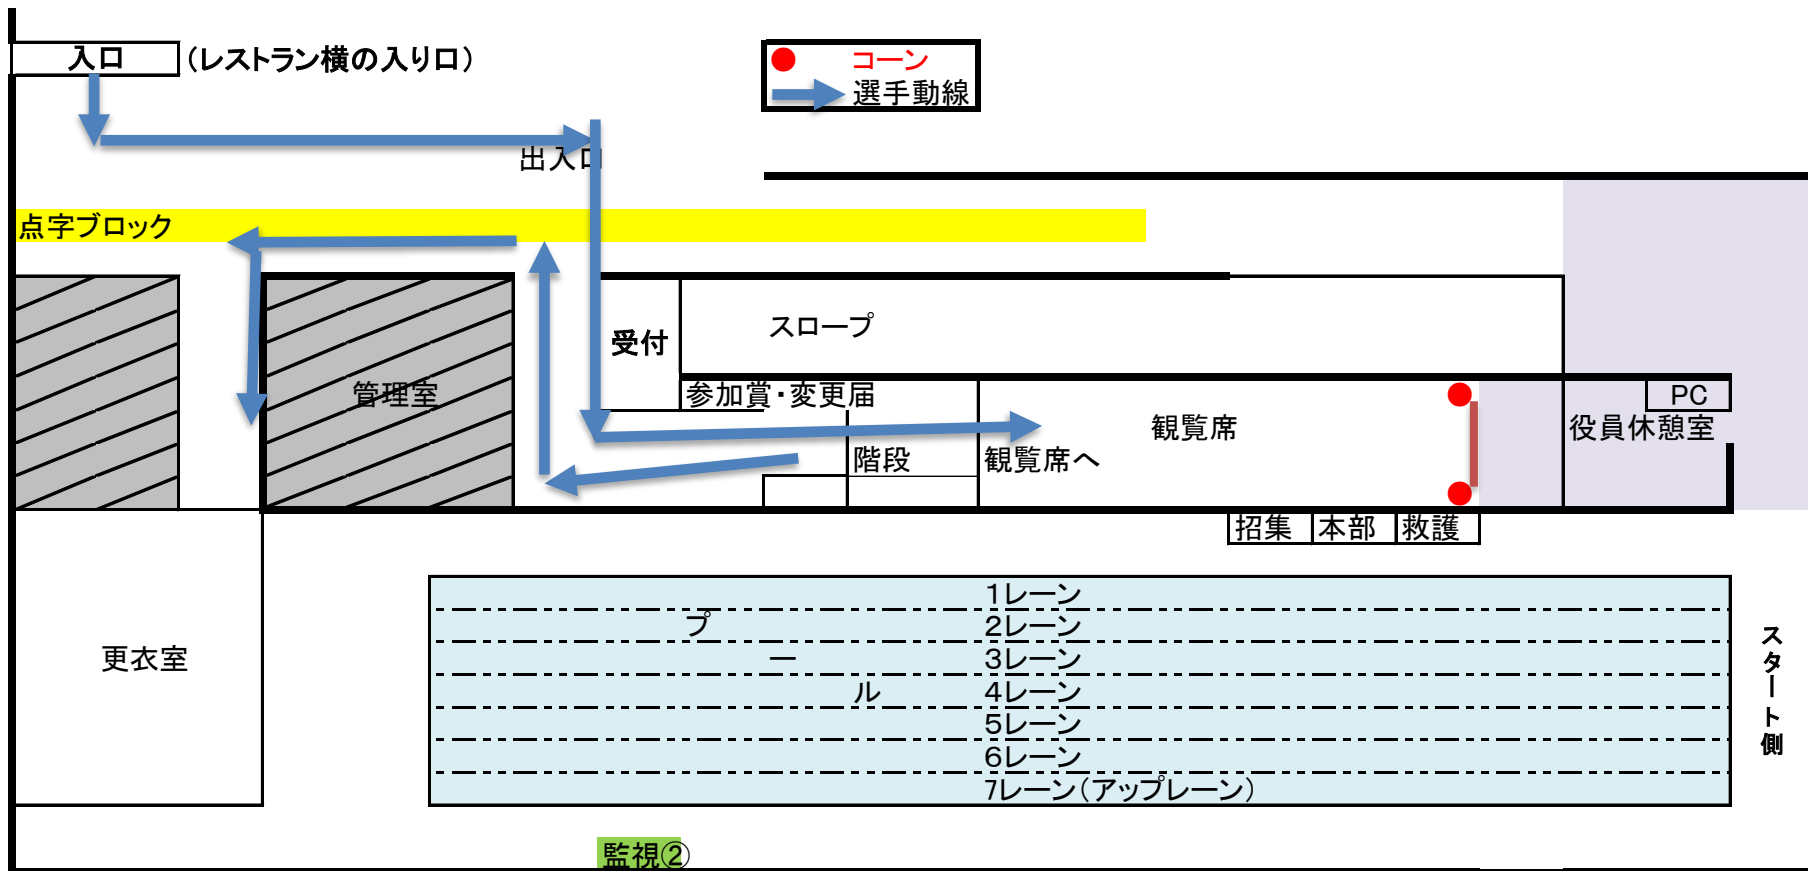 入口
(レストラン横の入り口)
コーン
選手動線
出入口
点字ブロック
受付
スロープ
管理室
参加賞・変更届
PC
観覧席
役員休憩室
階段
観覧席へ
招集
本部
救護
更衣室
プール
1レーン
2レーン
3レーン
4レーン
5レーン
6レーン
7レーン(アップレーン)
スタート側
監視②